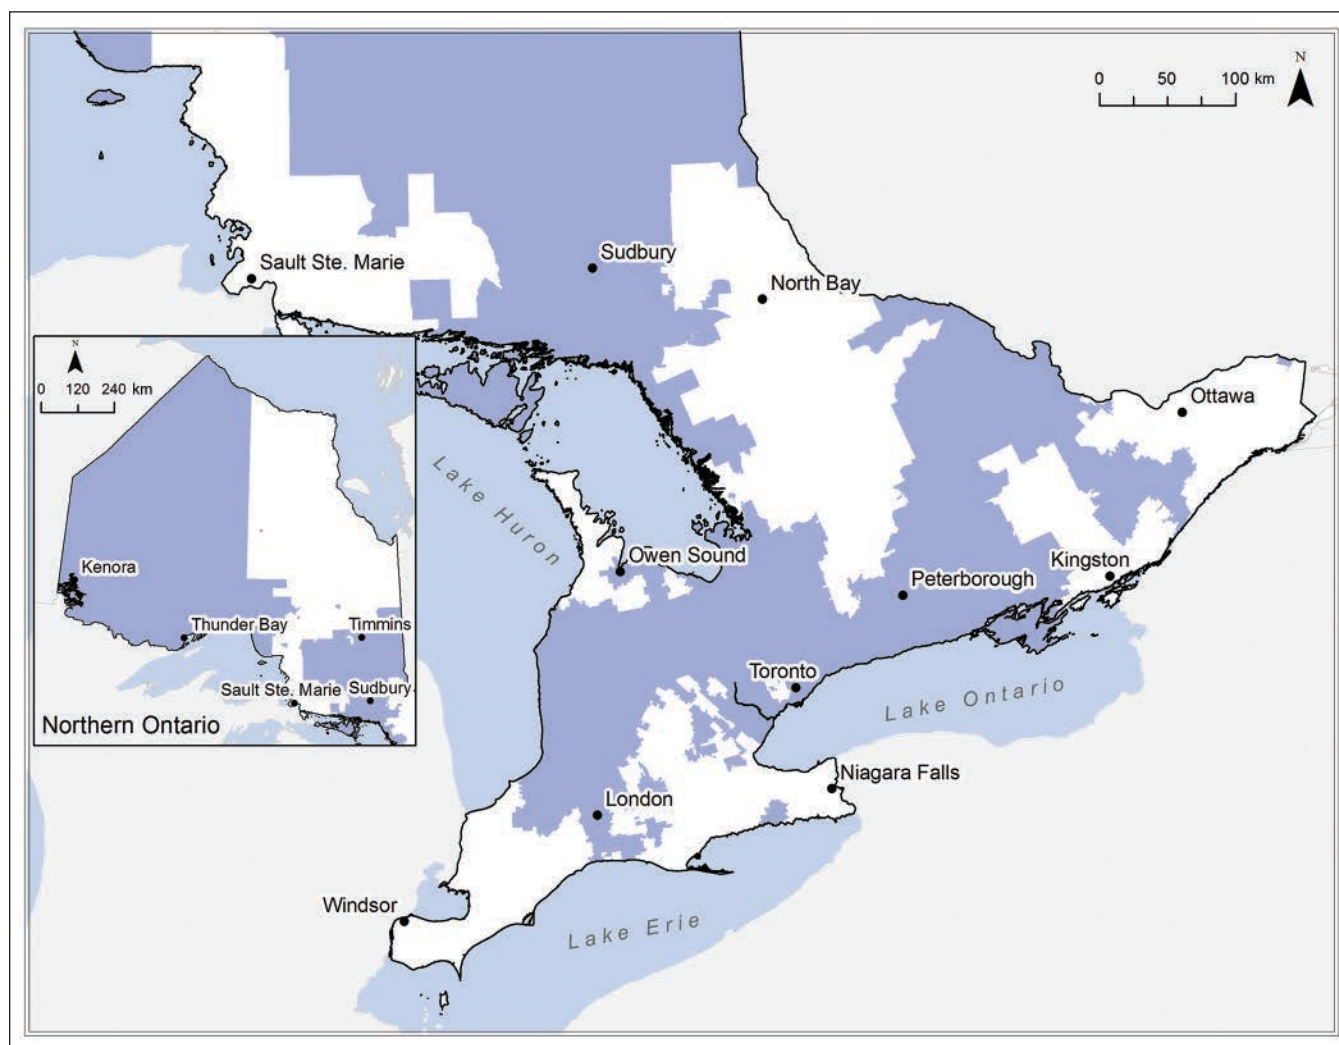 N
0 50 100 km
Sault Ste. Marie
Sudbury
North Bay
Ottawa
N
0 120 240 km
Kenora
Thunder Bay
Timmins
Sault Ste. Marie
Sudbury
Northern Ontario
Lake Huron
Owen Sound
Peterborough
Kingston
Toronto
Lake Ontario
Niagara Falls
London
Windsor
Lake Erie